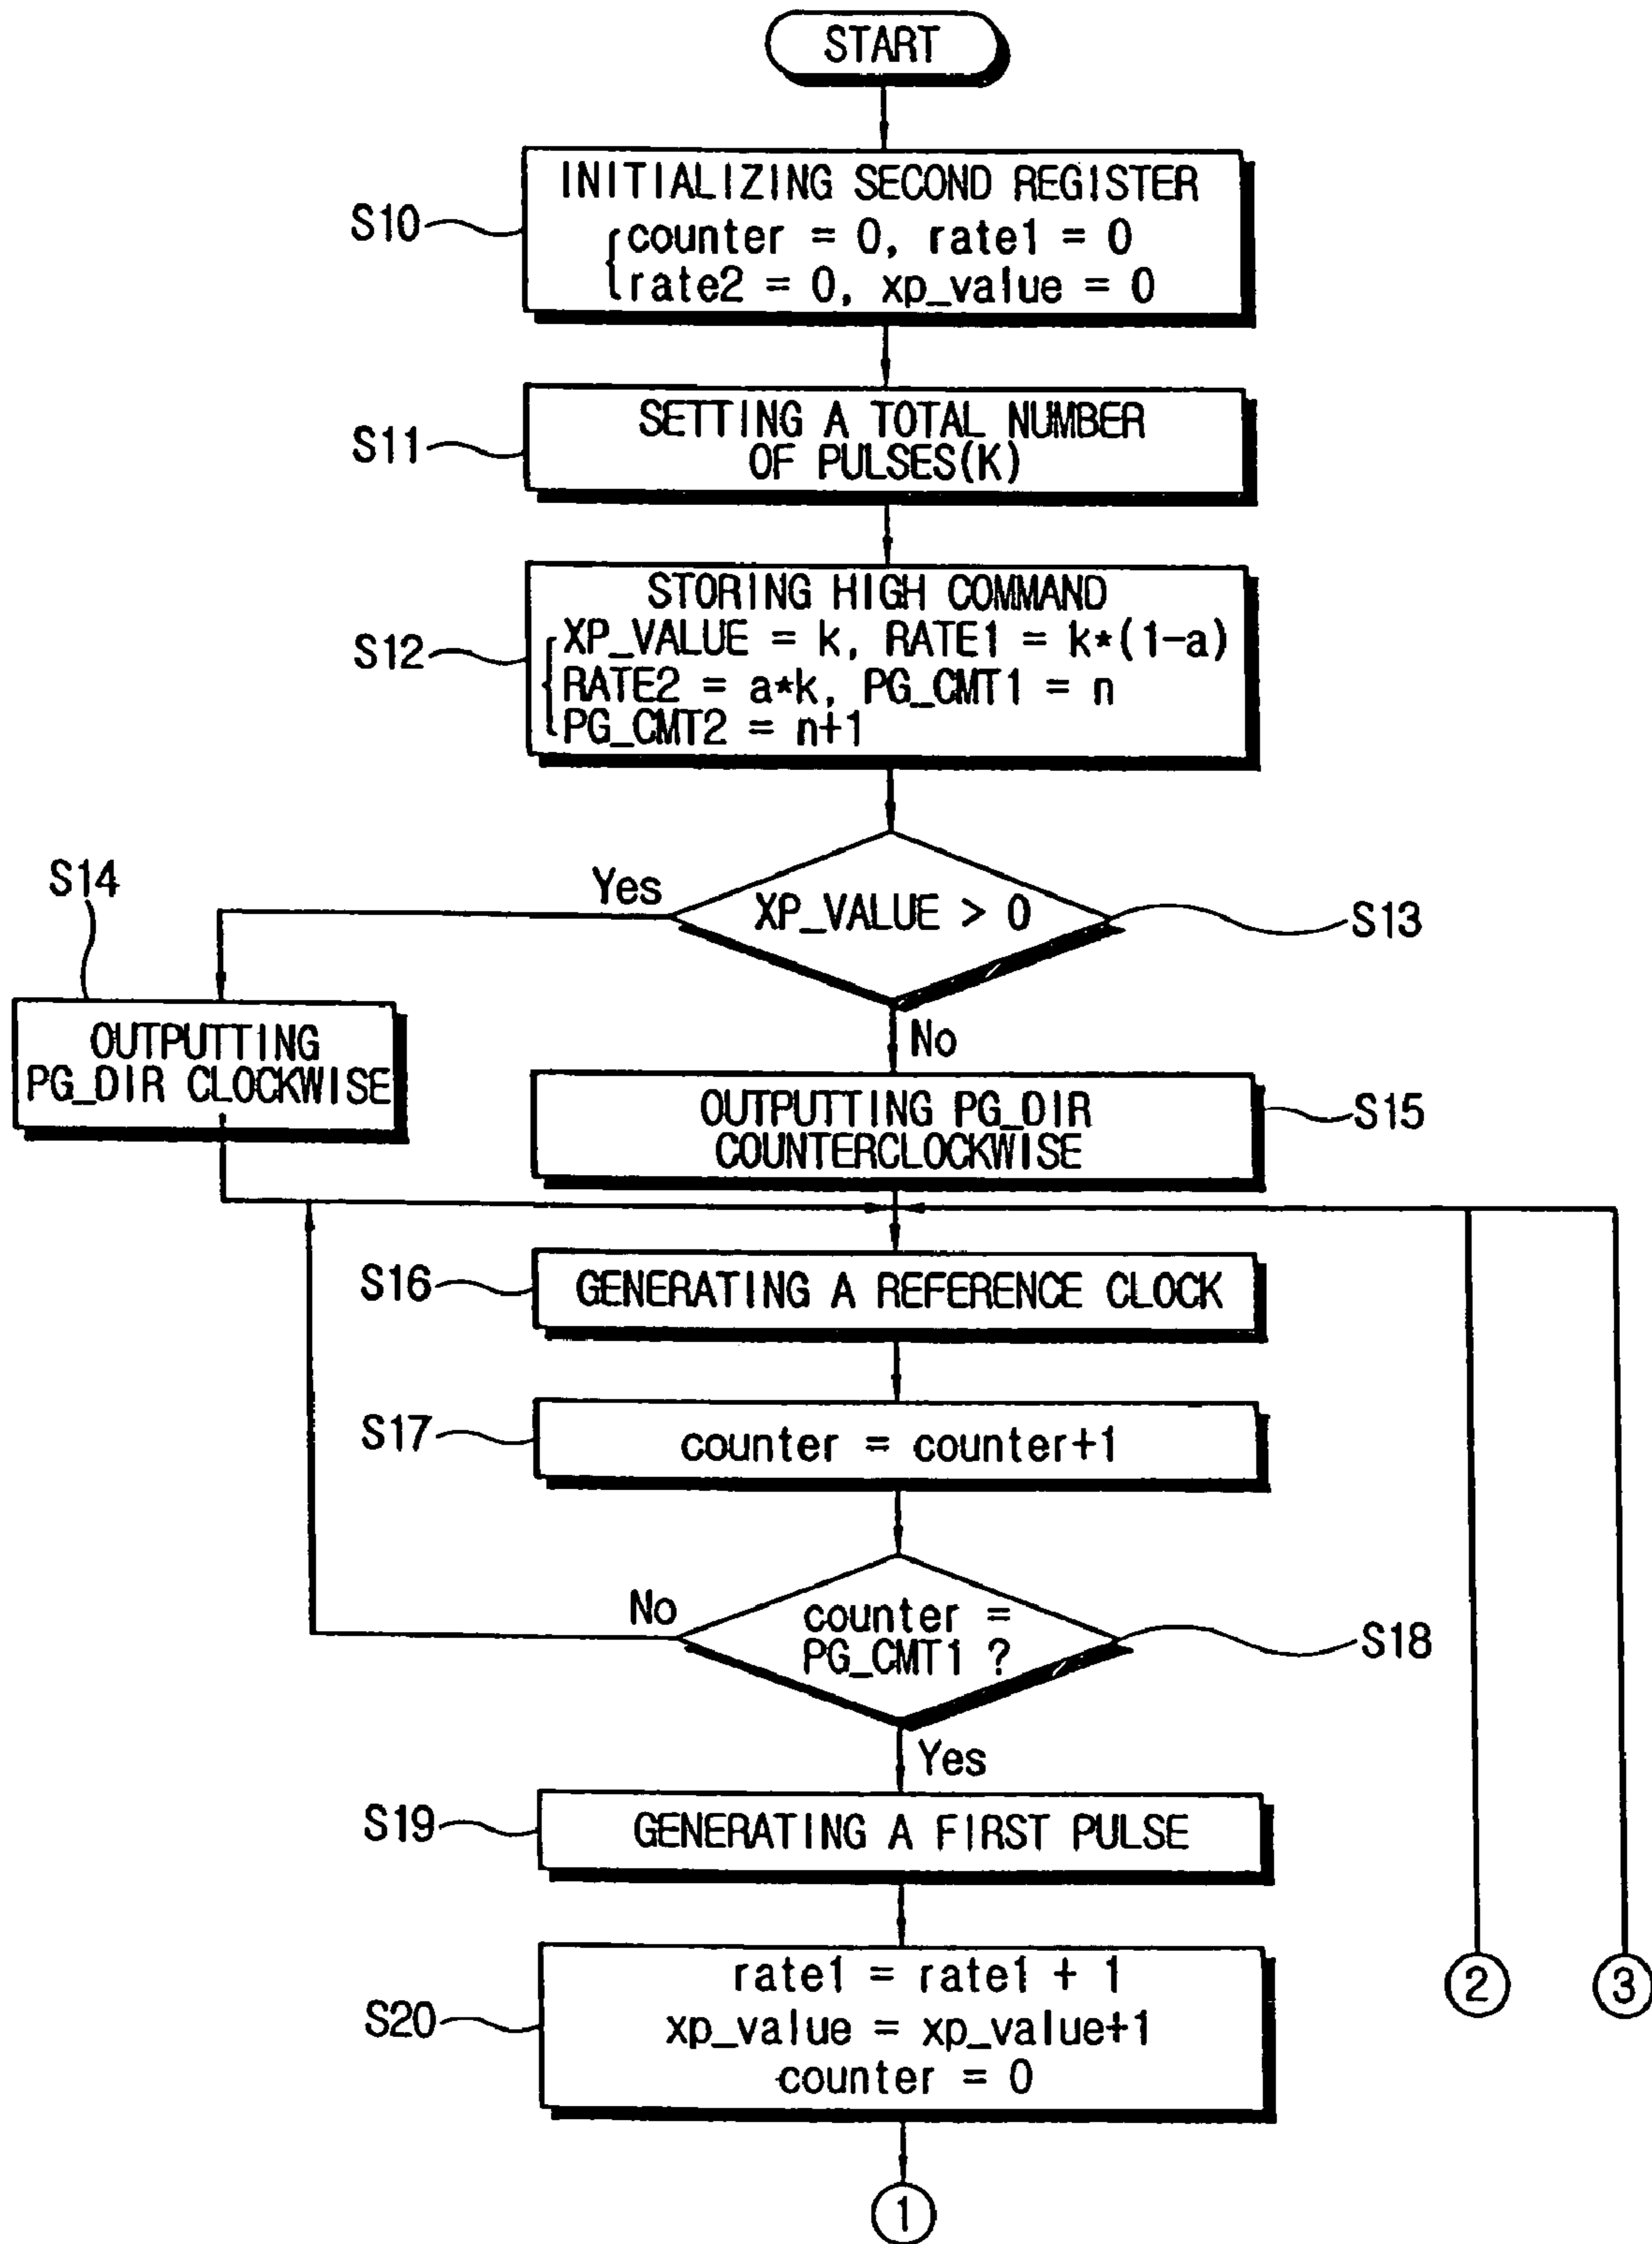 START
INITIALIZING SECOND REGISTER
counter = 0, rate1 = 0
rate2 = 0, xp_value = 0
S10
SETTING A TOTAL NUMBER
OF PULSES(K)
S11
STORING HIGH COMMAND
XP_VALUE = k, RATE1 = k*(1-a)
RATE2 = a*k, PG_CMT1 = n
PG_CMT2 = n+1
S12
S14
Yes
XP_VALUE > 0
S13
No
OUTPUTTING
PG_DIR CLOCKWISE
OUTPUTTING PG_DIR
COUNTERCLOCKWISE
S15
S16
GENERATING A REFERENCE CLOCK
S17
counter = counter+1
No
counter =
PG_CMT1 ?
S18
Yes
S19
GENERATING A FIRST PULSE
S20
rate1 = rate1 + 1
xp_value = xp_value+1
counter = 0
2
3
1